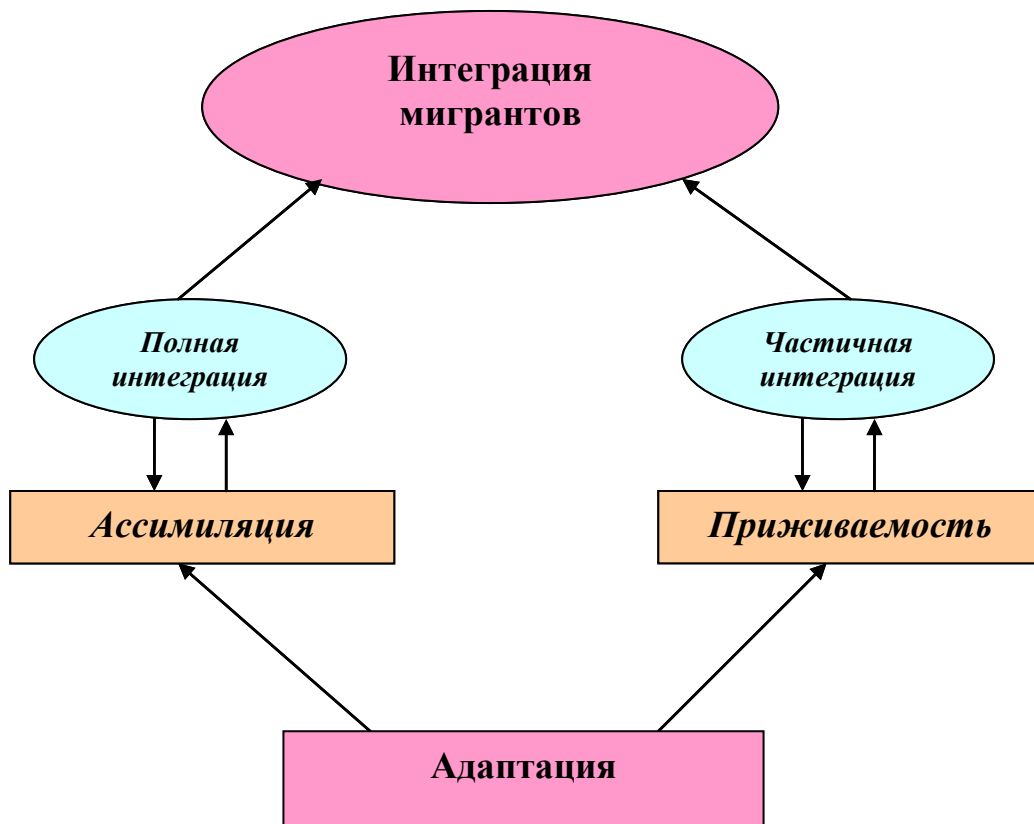 Интеграция
мигрантов
Полная
интеграция
Частичная
интеграция
Ассимиляция
Приживаемость
Адаптация